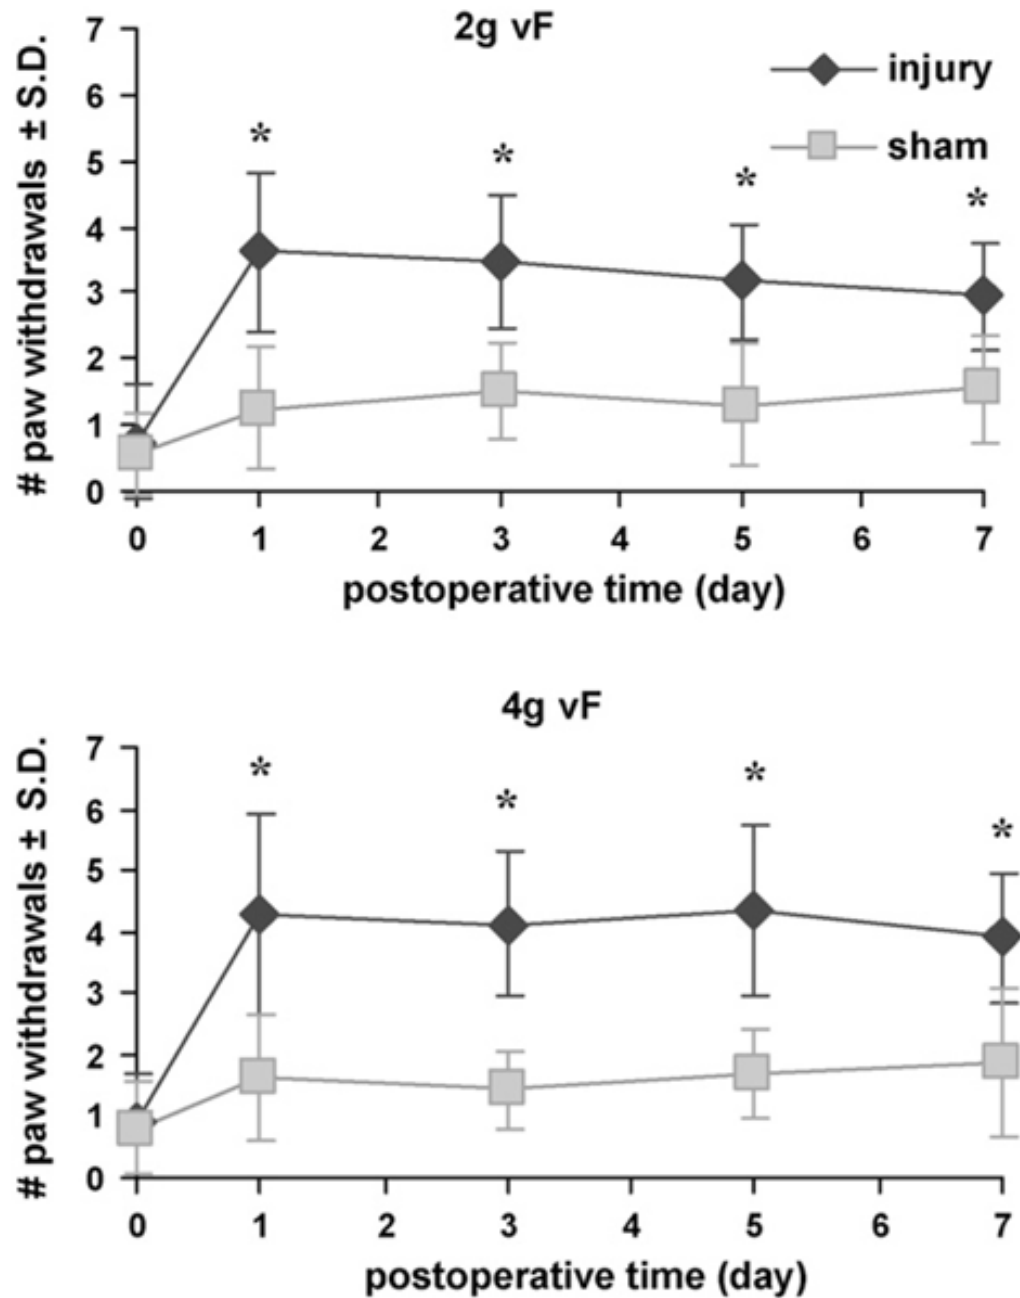 2g vF
injury
sham
# paw withdrawals ± S.D.
7
6
5
4
3
2
1
0
*
*
*
*
0 1 2 3 4 5 6 7
postoperative time (day)
4g vF
# paw withdrawals ± S.D.
7
6
5
4
3
2
1
0
*
*
*
*
0 1 2 3 4 5 6 7
postoperative time (day)